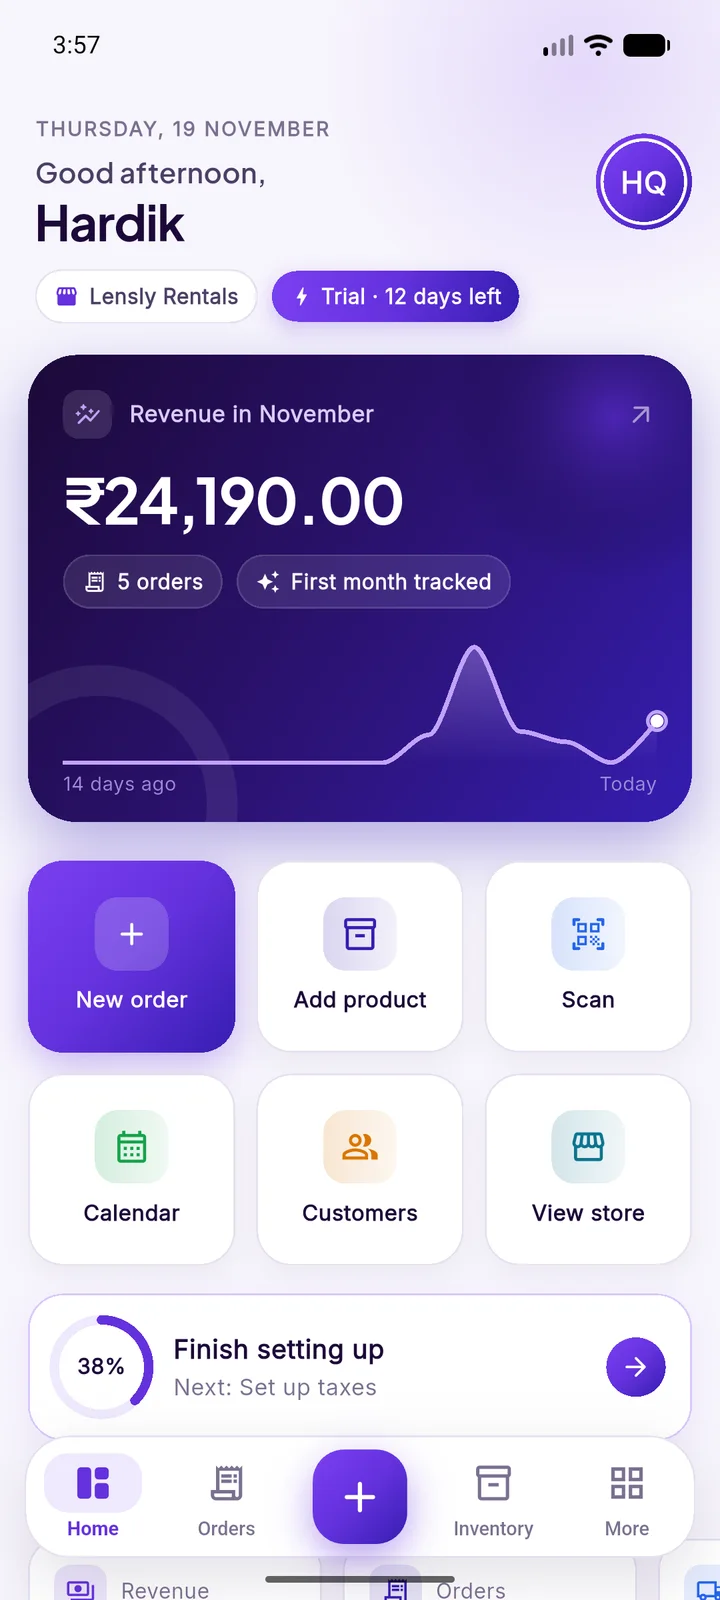 3:57
THURSDAY, 19 NOVEMBER
Good afternoon,
Hardik
HQ
Lensly Rentals
Trial · 12 days left
Revenue in November
₹24,190.00
5 orders
First month tracked
14 days ago
Today
New order
Add product
Scan
Calendar
Customers
View store
38%
Finish setting up
Next: Set up taxes
Home
Orders
Inventory
More
Revenue
Orders